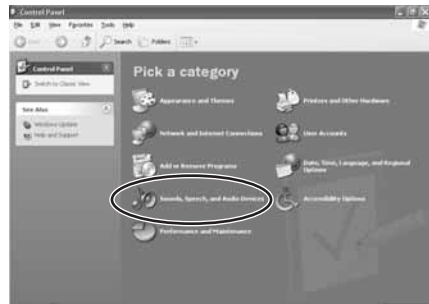 Control Panel
File Edit View Favorites Tools Help
Search Folders
Control Panel
Switch to Classic View
See Also
Windows Update
Help and Support
Pick a category
Appearance and Themes
Printers and Other Hardware
Network and Internet Connections
User Accounts
Add or Remove Programs
Date, Time, Language, and Regional
Options
Sounds, Speech, and Audio Devices
Accessibility Options
Performance and Maintenance